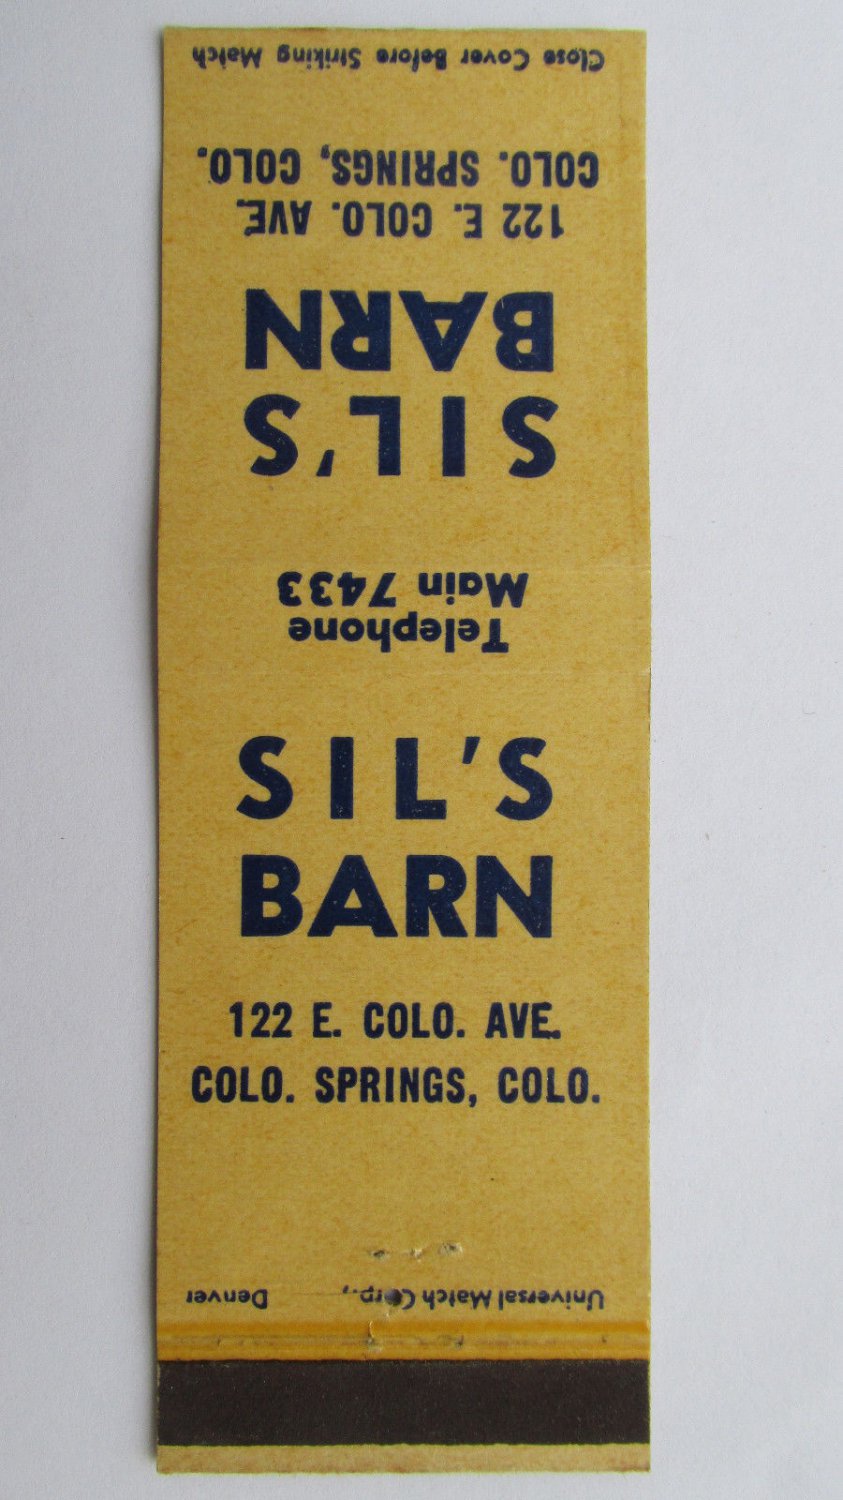 Close Cover Before Striking Match
COLO. SPRINGS, COLO.
122 E. COLO. AVE.
BARN
SIL'S
Main 7433
Telephone
SIL'S
BARN
122 E. COLO. AVE.
COLO. SPRINGS, COLO.
Universal Match Corp., Denver